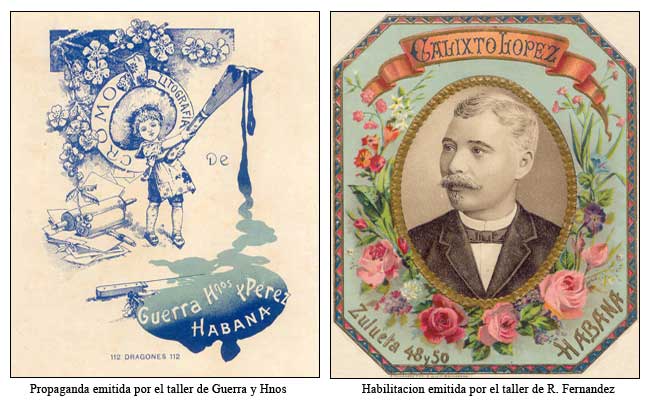 CROMO
LITOGRAFIA
De
Guerra Hnos y Perez
HABANA
112 DRAGONES 112
Propaganda emitida por el taller de Guerra y Hnos
CALIXTO LOPEZ
Zulueta 48 y 50
HABANA
Habilitacion emitida por el taller de R. Fernandez